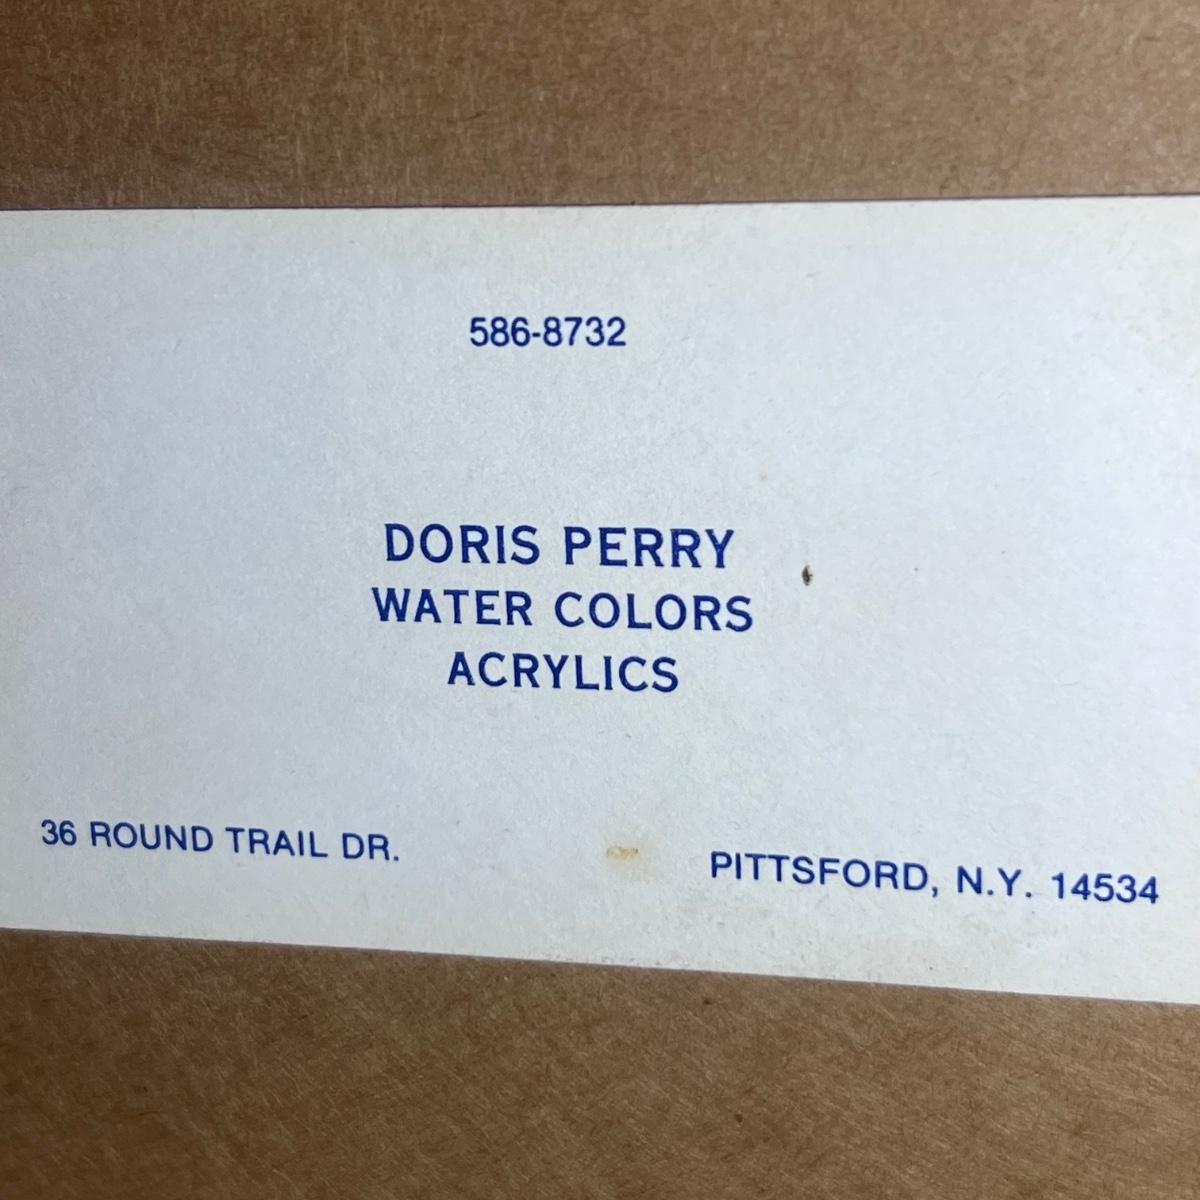 586-8732
DORIS PERRY
WATER COLORS
ACRYLICS
36 ROUND TRAIL DR. PITTSFORD, N.Y. 14534